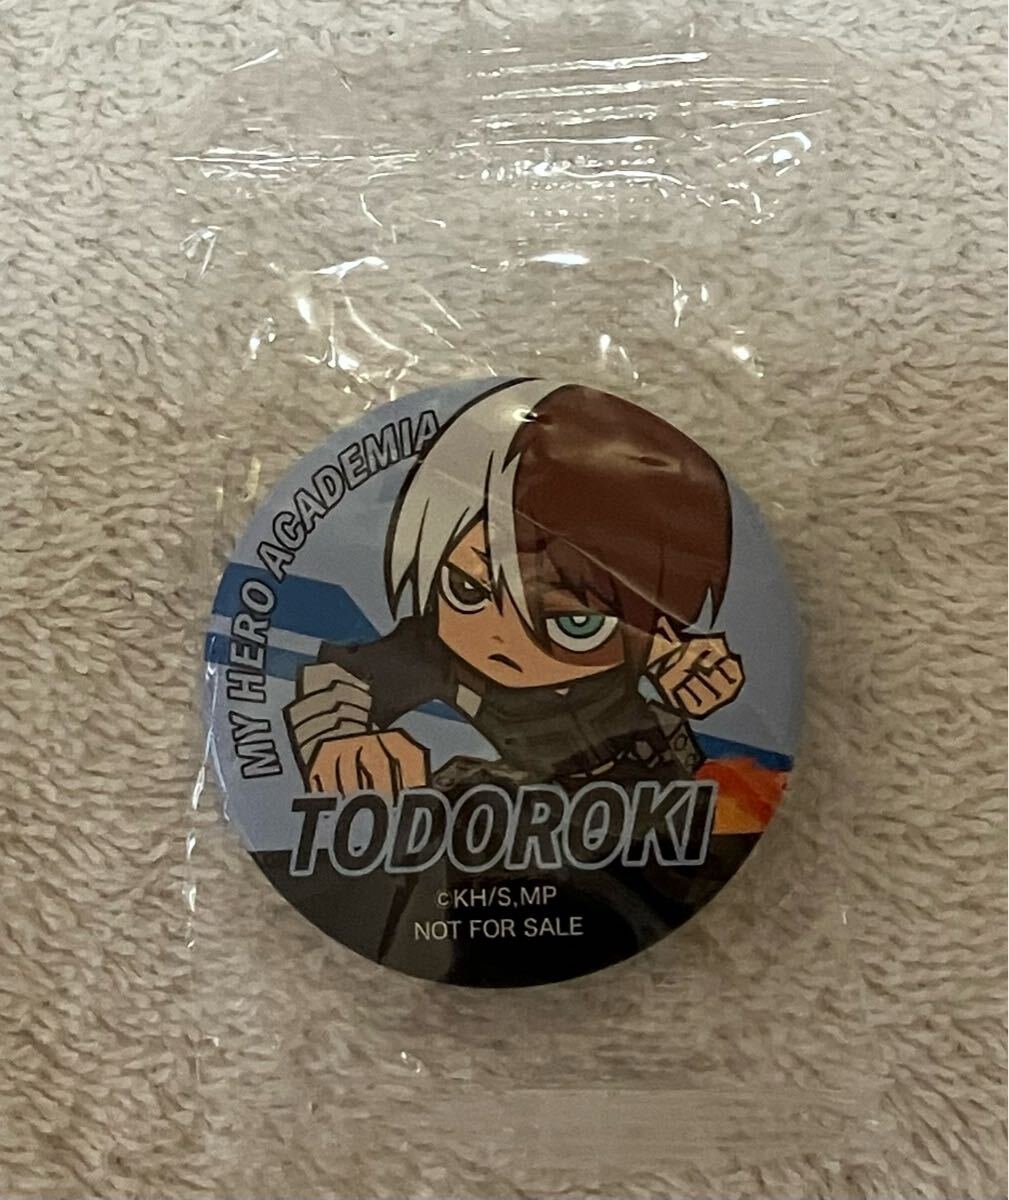 MY HERO ACADEMIA
TODOROKI
©KH/S,MP
NOT FOR SALE